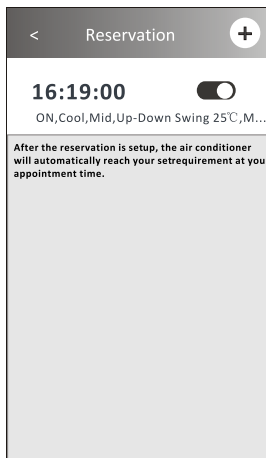 < Reservation +
16:19:00
ON,Cool,Mid,Up-Down Swing 25℃,M...
After the reservation is setup, the air conditioner
will automatically reach your setrequirement at you
appointment time.